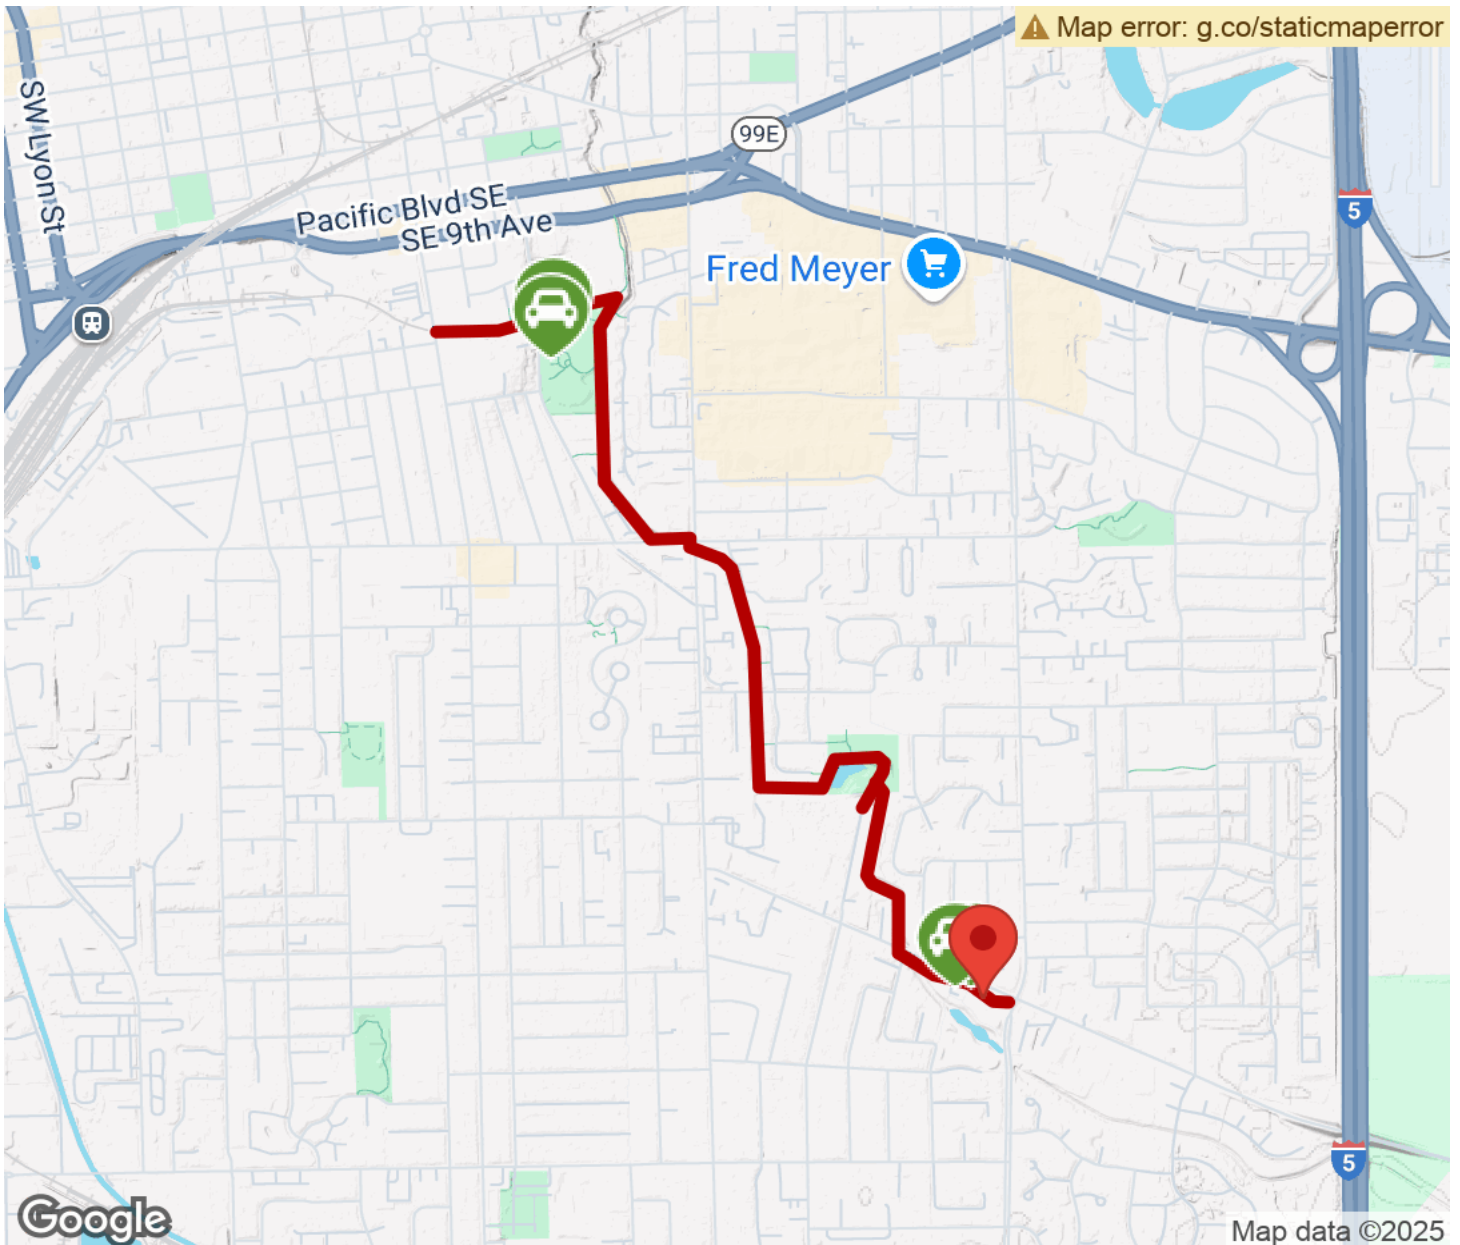 Map error: g.co/staticmaperror
SW Lyon St
99E
Pacific Blvd SE
SE 9th Ave
5
Fred Meyer
5
Google
Map data ©2025